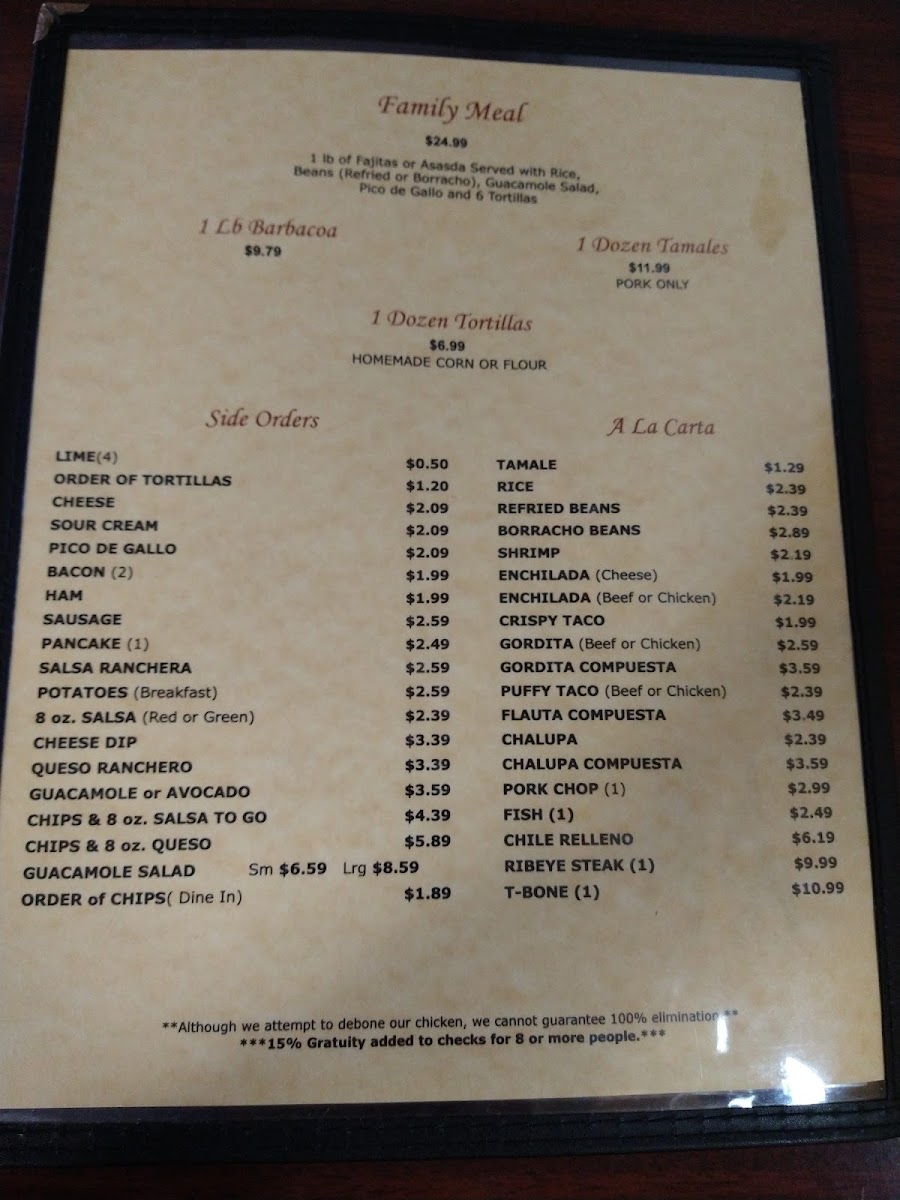 Family Meal
$24.99
1 lb of Fajitas or Asasda Served with Rice,
Beans (Refried or Borracho), Guacamole Salad,
Pico de Gallo and 6 Tortillas
1 Lb Barbacoa
$9.79
1 Dozen Tamales
$11.99
PORK ONLY
1 Dozen Tortillas
$6.99
HOMEMADE CORN OR FLOUR
Side Orders
LIME(4) $0.50
ORDER OF TORTILLAS $1.20
CHEESE $2.09
SOUR CREAM $2.09
PICO DE GALLO $2.09
BACON (2) $1.99
HAM $1.99
SAUSAGE $2.59
PANCAKE (1) $2.49
SALSA RANCHERA $2.59
POTATOES (Breakfast) $2.59
8 oz. SALSA (Red or Green) $2.39
CHEESE DIP $3.39
QUESO RANCHERO $3.39
GUACAMOLE or AVOCADO $3.59
CHIPS & 8 oz. SALSA TO GO $4.39
CHIPS & 8 oz. QUESO $5.89
GUACAMOLE SALAD Sm $6.59 Lrg $8.59
ORDER of CHIPS( Dine In) $1.89
A La Carta
TAMALE $1.29
RICE $2.39
REFRIED BEANS $2.39
BORRACHO BEANS $2.89
SHRIMP $2.19
ENCHILADA (Cheese) $1.99
ENCHILADA (Beef or Chicken) $2.19
CRISPY TACO $1.99
GORDITA (Beef or Chicken) $2.59
GORDITA COMPUESTA $3.59
PUFFY TACO (Beef or Chicken) $2.39
FLAUTA COMPUESTA $3.49
CHALUPA $2.39
CHALUPA COMPUESTA $3.59
PORK CHOP (1) $2.99
FISH (1) $2.49
CHILE RELLENO $6.19
RIBEYE STEAK (1) $9.99
T-BONE (1) $10.99
**Although we attempt to debone our chicken, we cannot guarantee 100% elimination.**
***15% Gratuity added to checks for 8 or more people.***